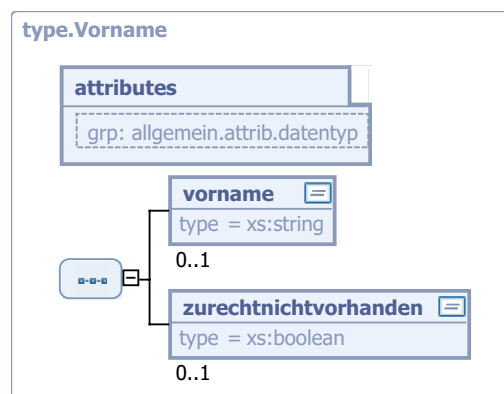 type.Vorname
attributes
grp: allgemein.attrib.datentyp
vorname
type = xs:string
0..1
zurechtnichtvorhanden
type = xs:boolean
0..1